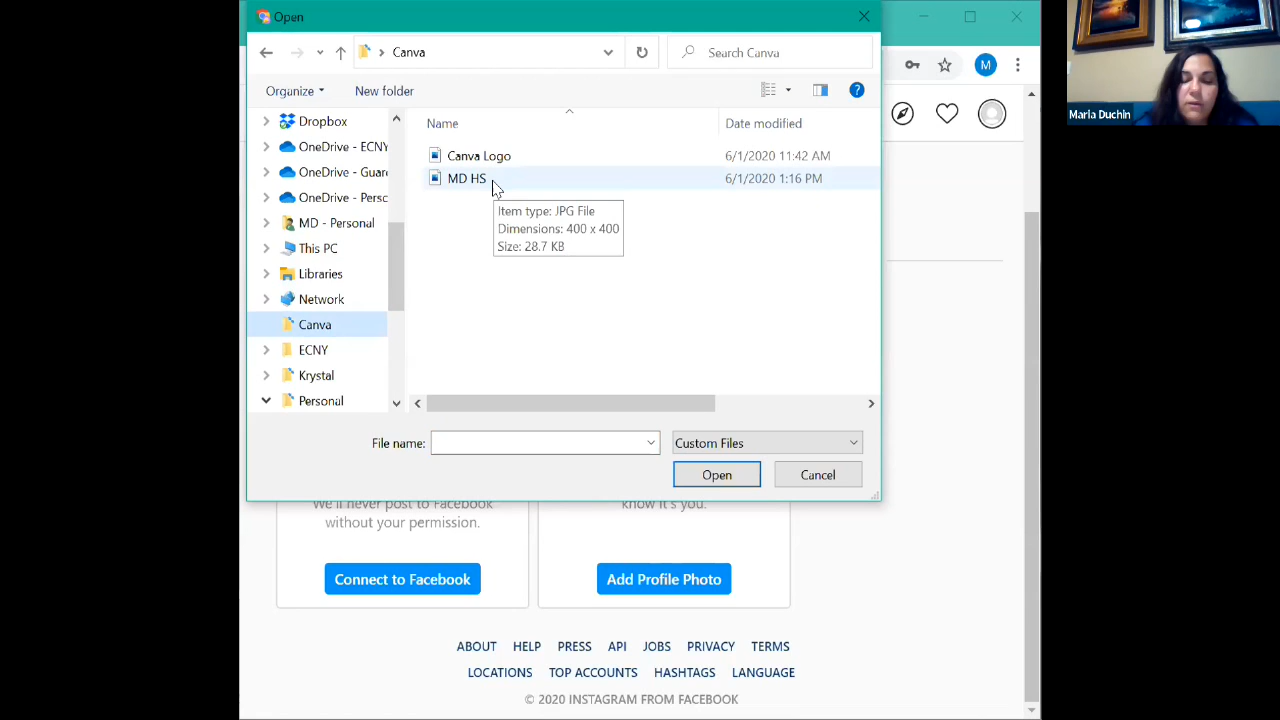 Open
Canva
Search Canva
Organize
New folder
M
Marla Duchin
Name
Date modified
Dropbox
OneDrive - ECNY
OneDrive - Guar
OneDrive - Persc
MD - Personal
This PC
Libraries
Network
Canva
ECNY
Krystal
Personal
Canva Logo
6/1/2020 11:42 AM
MD HS
6/1/2020 1:16 PM
Item type: JPG File
Dimensions: 400 x 400
Size: 28.7 KB
File name:
Custom Files
Open
Cancel
We'll never post to Facebook
without your permission.
know it's you.
Connect to Facebook
Add Profile Photo
ABOUT HELP PRESS API JOBS PRIVACY TERMS
LOCATIONS TOP ACCOUNTS HASHTAGS LANGUAGE
© 2020 INSTAGRAM FROM FACEBOOK